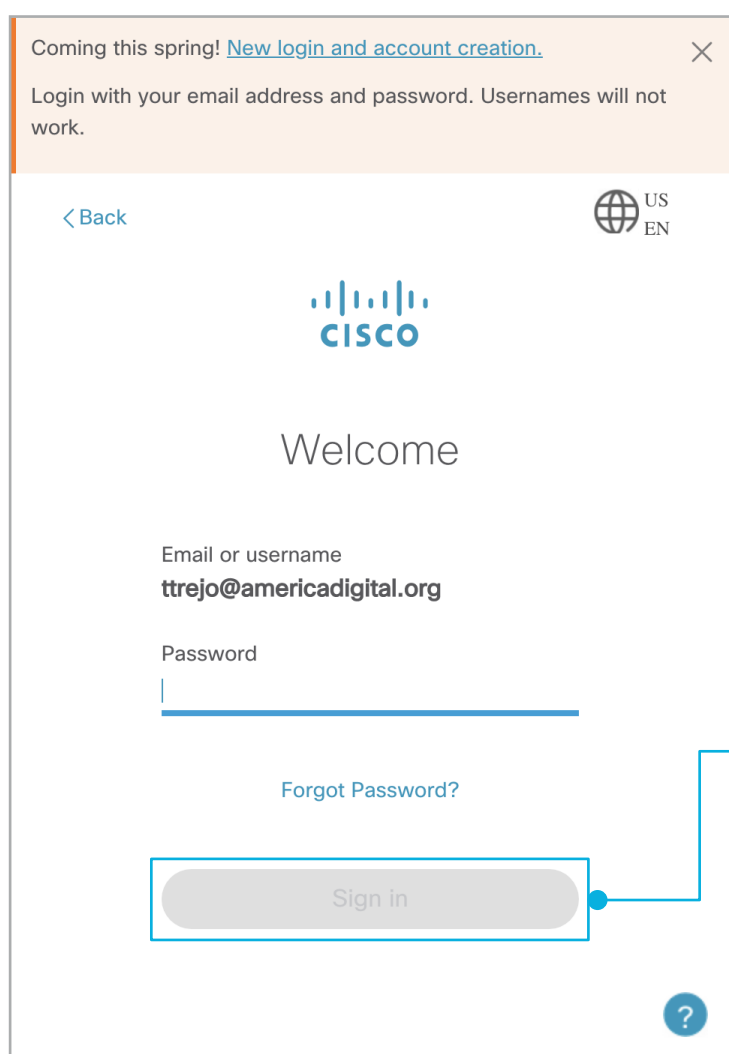 Coming this spring! New login and account creation.
Login with your email address and password. Usernames will not
work.
Back
US
EN
CISCO
Welcome
Email or username
ttrejo@americadigital.org
Password
Forgot Password?
Sign in
?